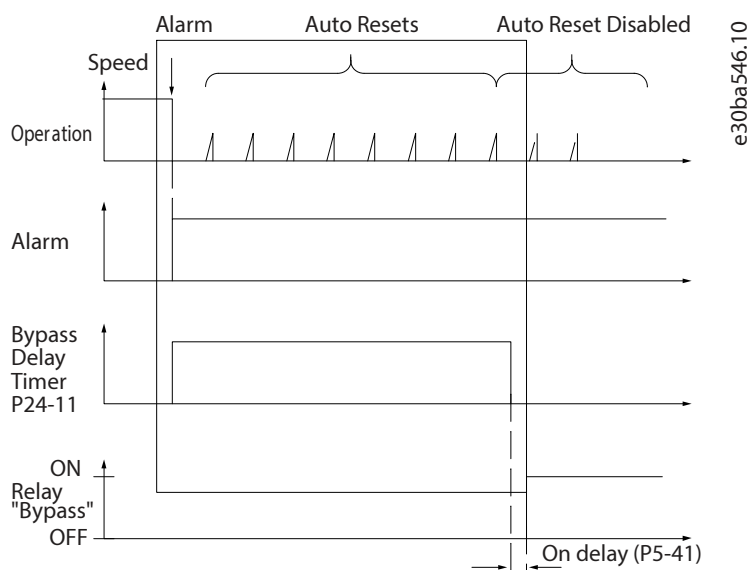 Alarm
Auto Resets
Auto Reset Disabled
Speed
Operation
Alarm
Bypass
Delay
Timer
P24-11
ON
Relay
"Bypass"
OFF
On delay (P5-41)
e30ba546.10